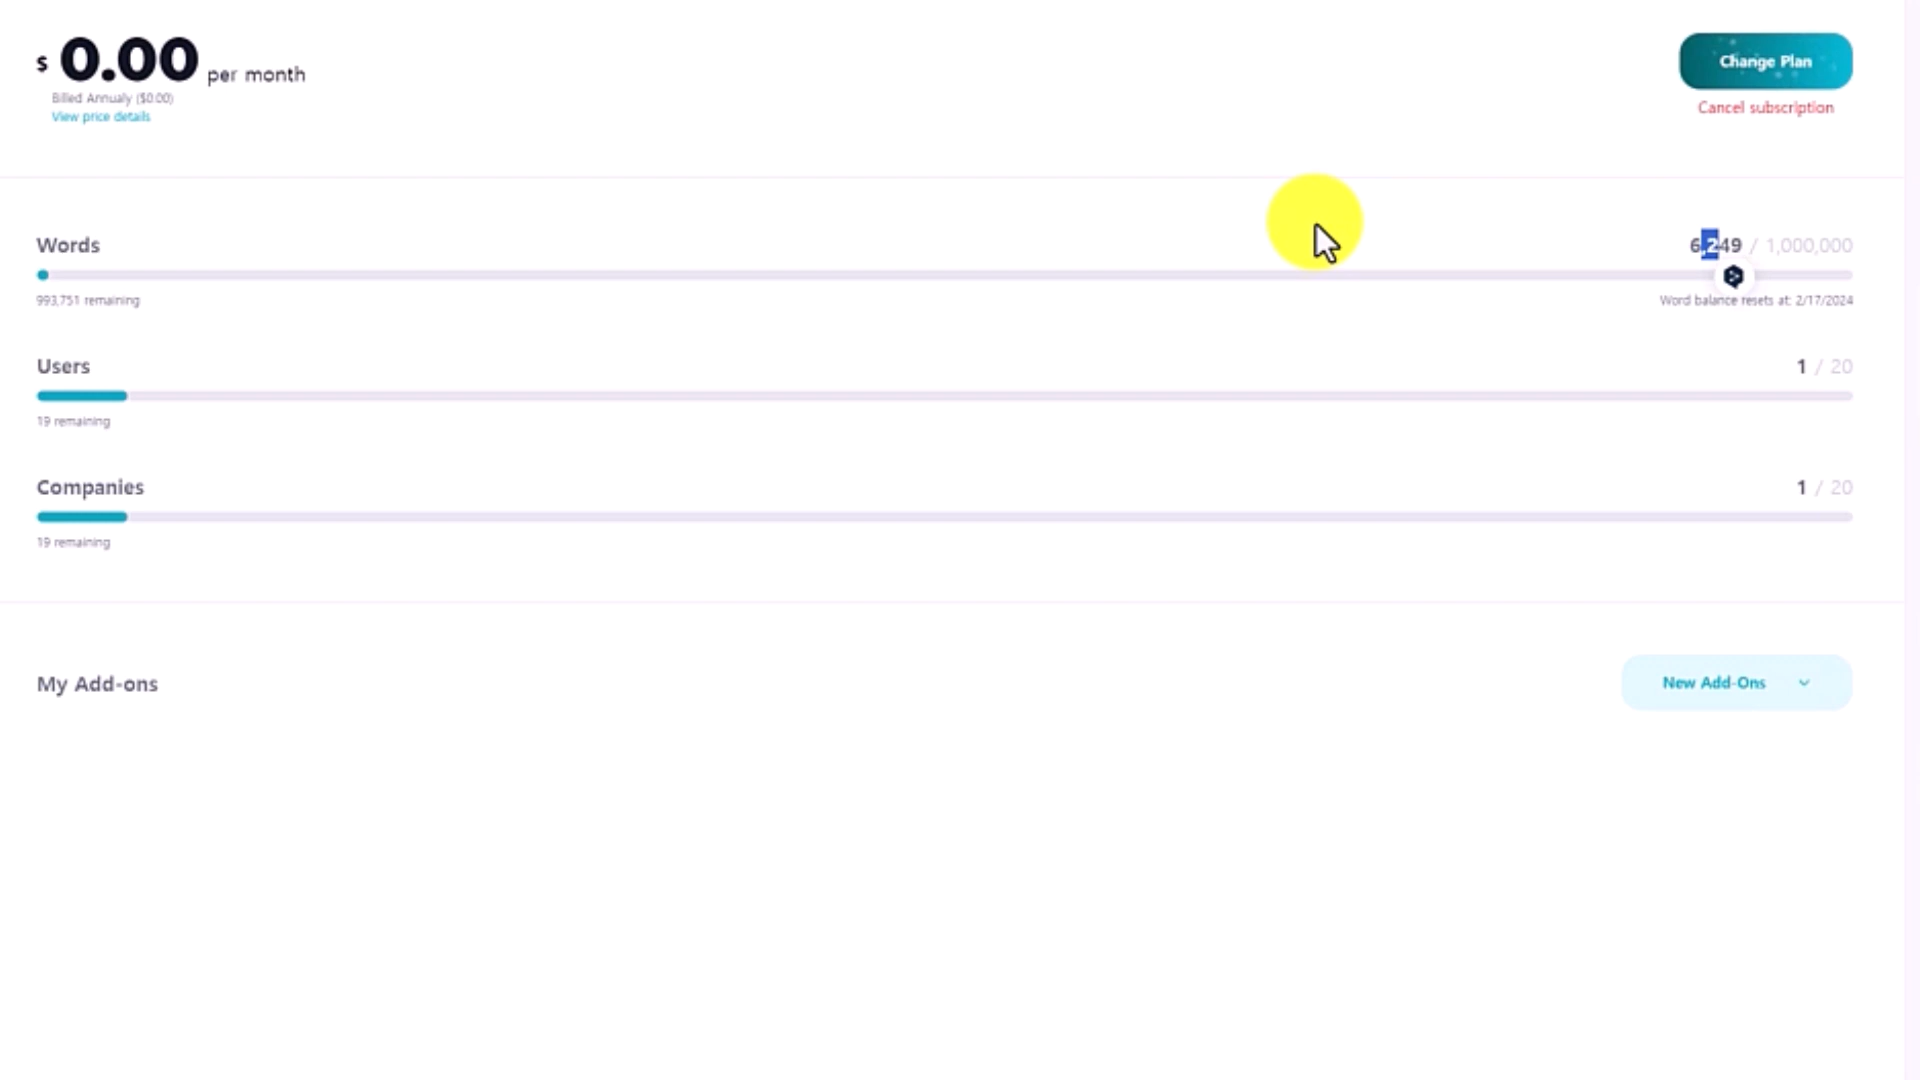 $ 0.00 per month
Billed Annualy ($0.00)
View price details
Change Plan
Cancel subscription
Words
6,249 / 1,000,000
993,751 remaining
Word balance resets at: 2/17/2024
Users
1 / 20
19 remaining
Companies
1 / 20
19 remaining
My Add-ons
New Add-Ons